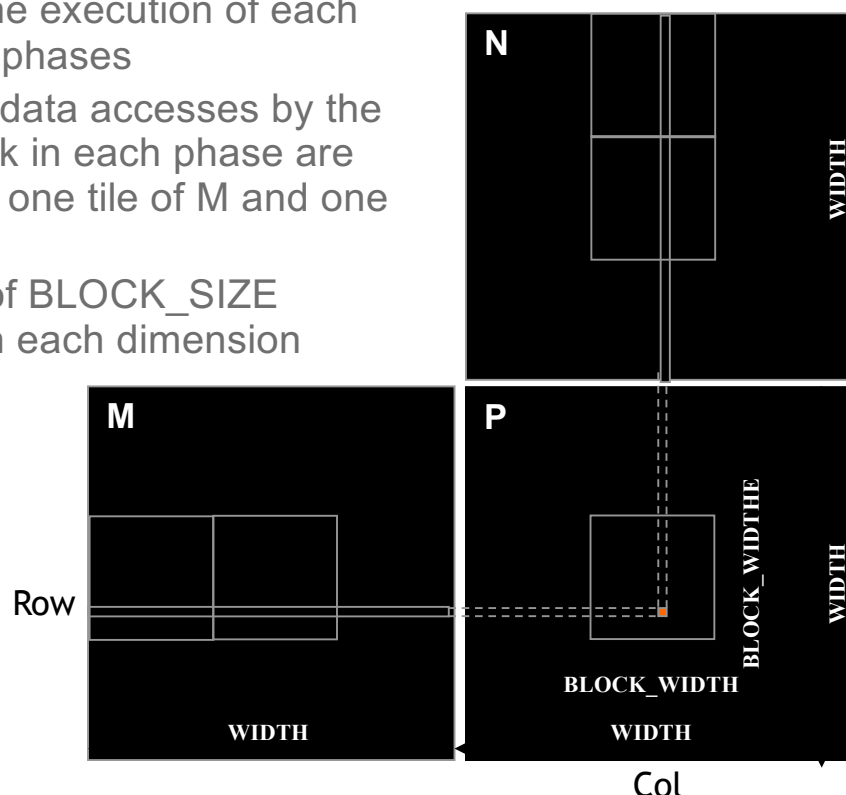 he execution of each
phases
data accesses by the
k in each phase are
one tile of M and one
of BLOCK_SIZE
n each dimension
N
WIDTH
M
P
BLOCK_WIDTHE
WIDTH
Row
BLOCK_WIDTH
WIDTH
WIDTH
Col